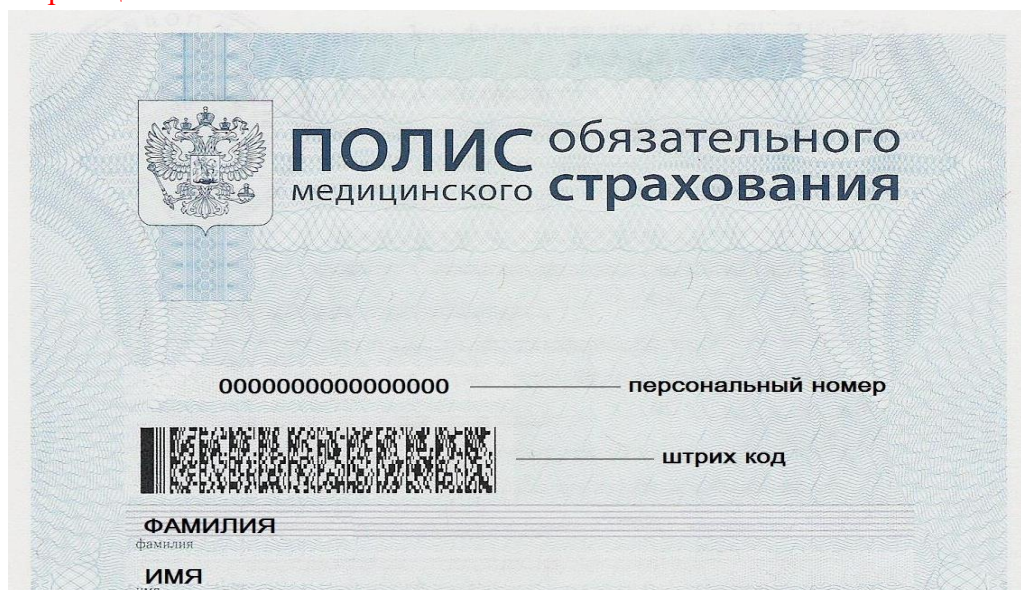 ПОЛИС обязательного
медицинского страхования
0000000000000000 персональный номер
штрих код
ФАМИЛИЯ
фамилия
ИМЯ